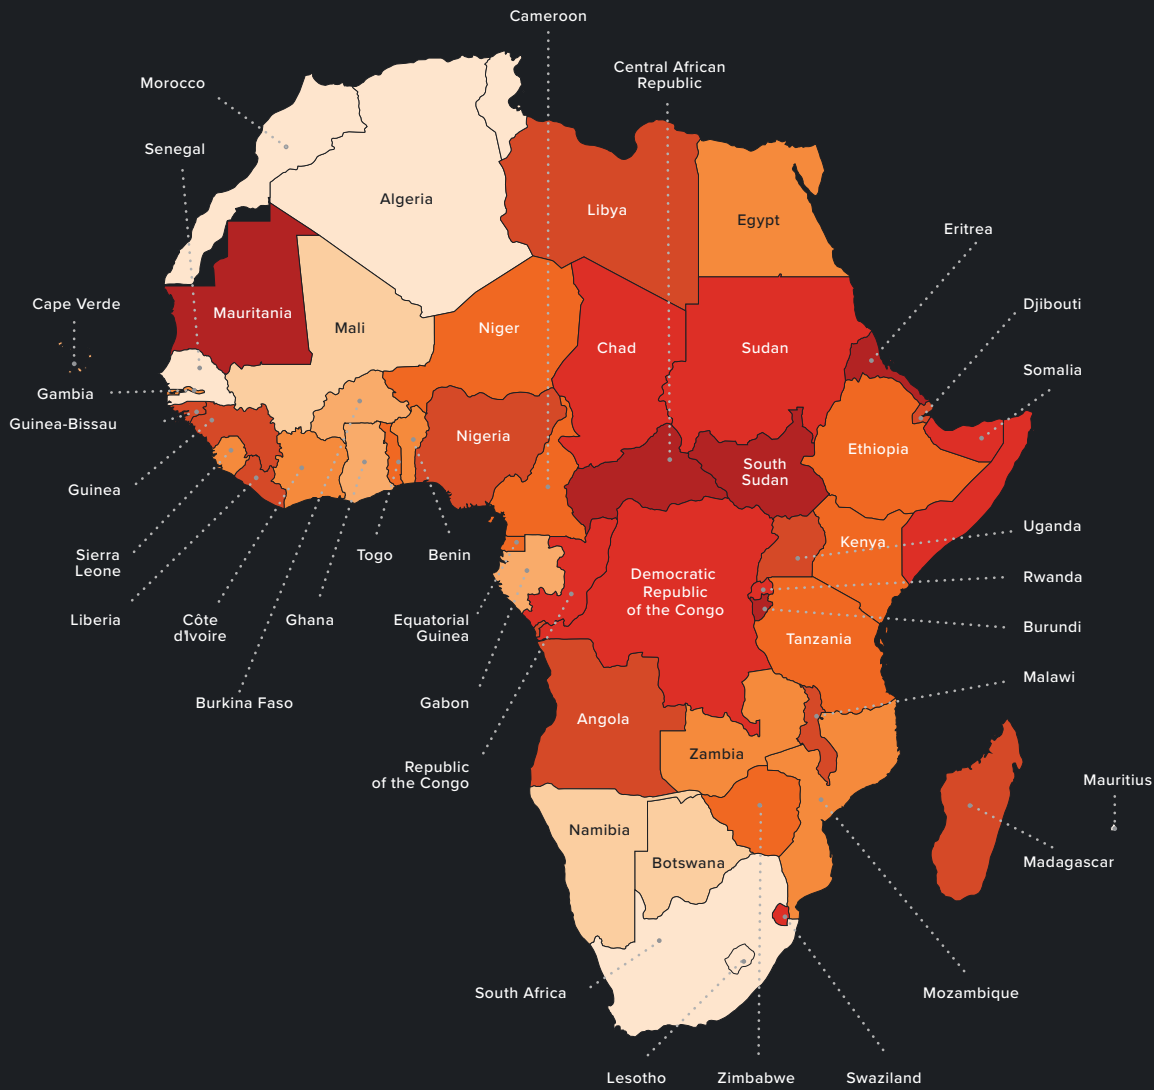 Cameroon
Central African
Republic
Morocco
Senegal
Algeria
Libya
Egypt
Eritrea
Cape Verde
Mauritania
Mali
Niger
Chad
Sudan
Djibouti
Somalia
Gambia
Guinea-Bissau
Nigeria
Ethiopia
South
Sudan
Guinea
Uganda
Kenya
Sierra
Leone
Togo
Benin
Democratic
Republic
of the Congo
Rwanda
Liberia
Côte
d'Ivoire
Ghana
Equatorial
Guinea
Burundi
Tanzania
Malawi
Burkina Faso
Gabon
Angola
Zambia
Republic
of the Congo
Mauritius
Namibia
Botswana
Madagascar
South Africa
Mozambique
Lesotho
Zimbabwe
Swaziland